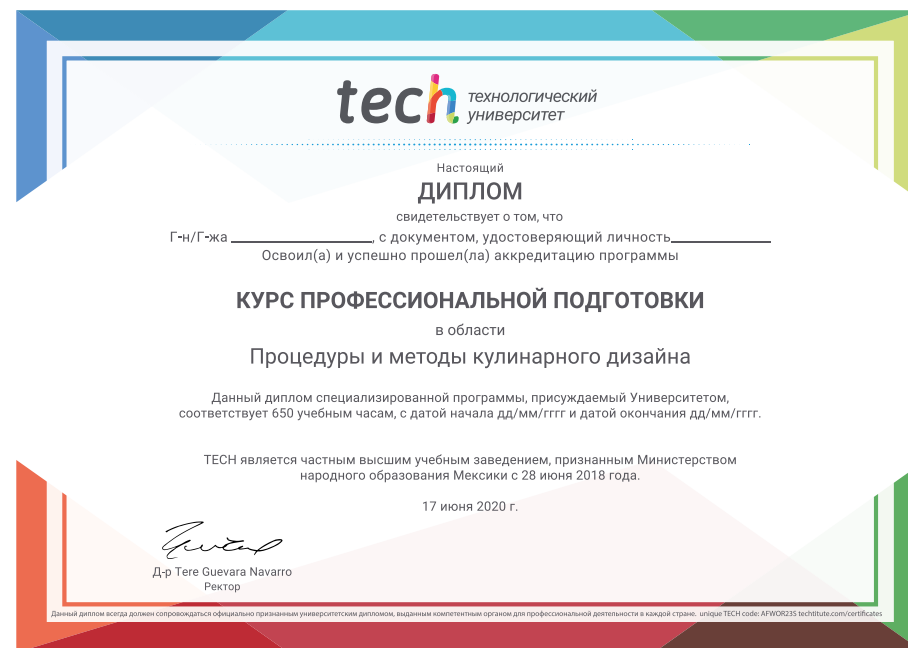 tech технологический
университет
Настоящий
ДИПЛОМ
свидетельствует о том, что
Г-н/Г-жа ____________________, с документом, удостоверяющий личность______________
Освоил(а) и успешно прошел(ла) аккредитацию программы
КУРС ПРОФЕССИОНАЛЬНОЙ ПОДГОТОВКИ
в области
Процедуры и методы кулинарного дизайна
Данный диплом специализированной программы, присуждаемый Университетом,
соответствует 650 учебным часам, с датой начала дд/мм/гггг и датой окончания дд/мм/гггг.
TECH является частным высшим учебным заведением, признанным Министерством
народного образования Мексики с 28 июня 2018 года.
17 июня 2020 г.
Д-р Tere Guevara Navarro
Ректор
Данный диплом всегда должен сопровождаться официально признанным университетским дипломом, выданным компетентным органом для профессиональной деятельности в каждой стране. unique TECH code: AFWOR23S techtitute.com/certificates